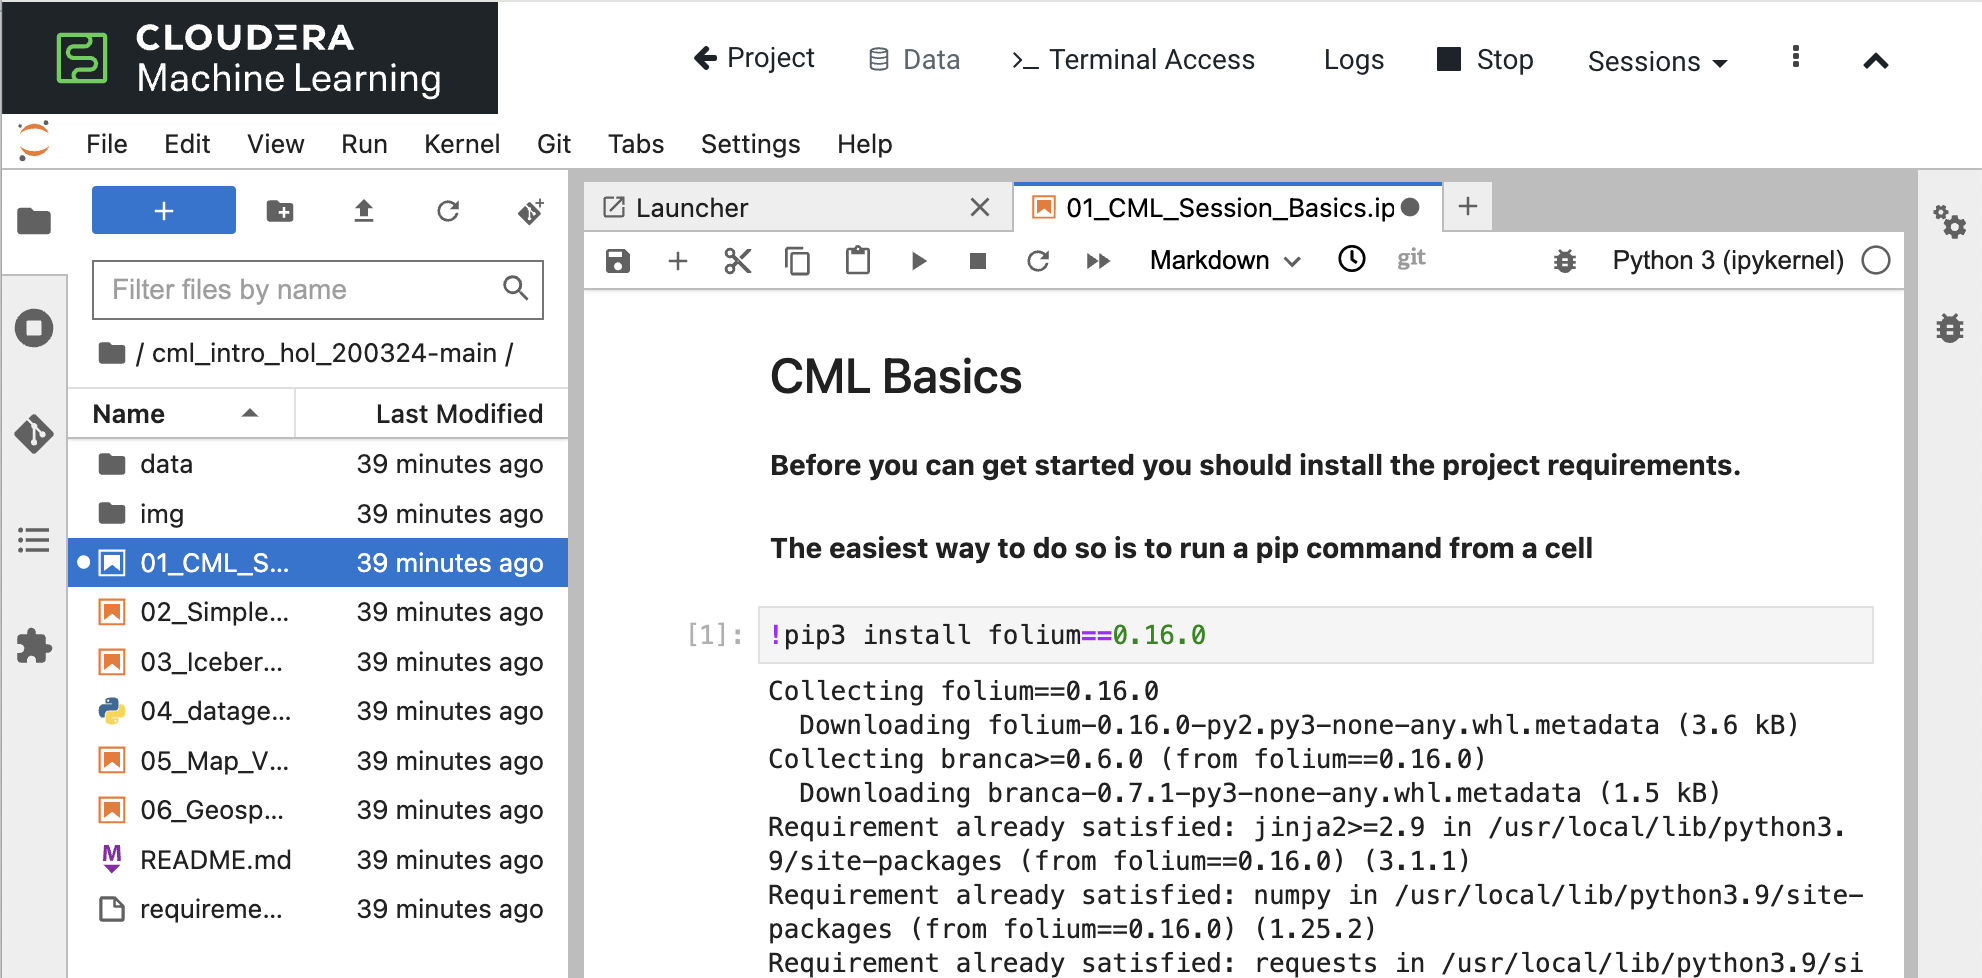 CLOUDERA
Machine Learning
Project Data >_ Terminal Access Logs Stop Sessions
File Edit View Run Kernel Git Tabs Settings Help
+
Filter files by name
/ cml_intro_hol_200324-main /
Name Last Modified
data 39 minutes ago
img 39 minutes ago
01_CML_S... 39 minutes ago
02_Simple... 39 minutes ago
03_Iceber... 39 minutes ago
04_datage... 39 minutes ago
05_Map_V... 39 minutes ago
06_Geosp... 39 minutes ago
M README.md 39 minutes ago
requireme... 39 minutes ago
Launcher 01_CML_Session_Basics.ip
Markdown git Python 3 (ipykernel)
CML Basics
Before you can get started you should install the project requirements.
The easiest way to do so is to run a pip command from a cell
[1]: !pip3 install folium==0.16.0
Collecting folium==0.16.0
  Downloading folium-0.16.0-py2.py3-none-any.whl.metadata (3.6 kB)
Collecting branca>=0.6.0 (from folium==0.16.0)
  Downloading branca-0.7.1-py3-none-any.whl.metadata (1.5 kB)
Requirement already satisfied: jinja2>=2.9 in /usr/local/lib/python3.
9/site-packages (from folium==0.16.0) (3.1.1)
Requirement already satisfied: numpy in /usr/local/lib/python3.9/site-
packages (from folium==0.16.0) (1.25.2)
Requirement already satisfied: requests in /usr/local/lib/python3.9/si